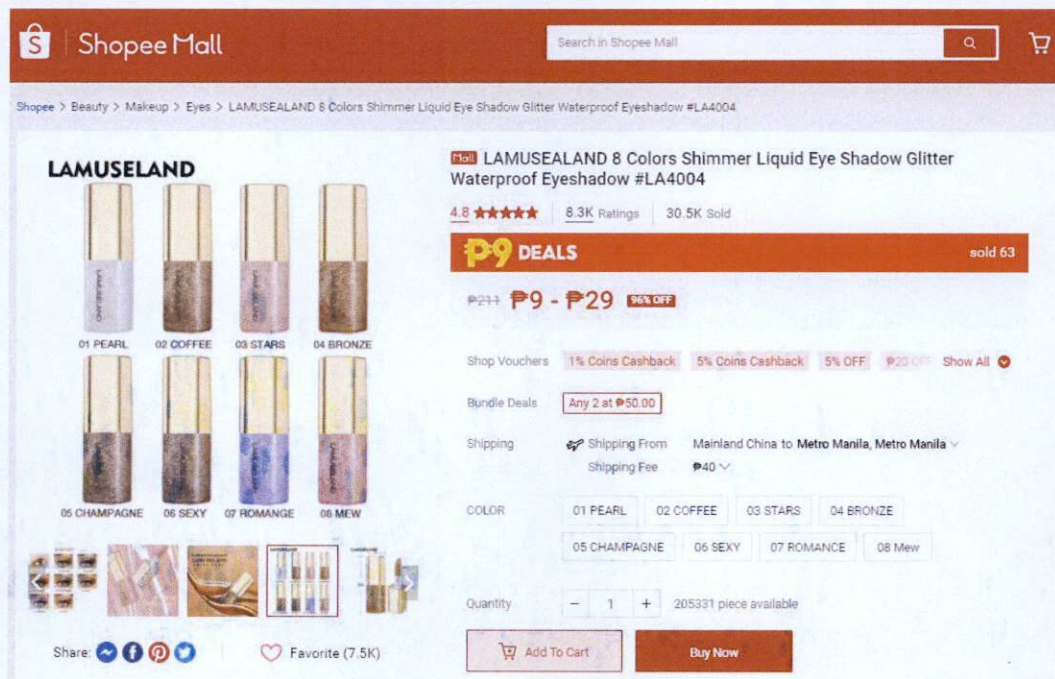 Shopee Mall
Search in Shopee Mall
Shopee > Beauty > Makeup > Eyes > LAMUSEALAND 8 Colors Shimmer Liquid Eye Shadow Glitter Waterproof Eyeshadow #LA4004
LAMUSELAND
01 PEARL 02 COFFEE 03 STARS 04 BRONZE
05 CHAMPAGNE 06 SEXY 07 ROMANGE 08 MEW
Share:
Favorite (7.5K)
Mall LAMUSEALAND 8 Colors Shimmer Liquid Eye Shadow Glitter
Waterproof Eyeshadow #LA4004
4.8 8.3K Ratings 30.5K Sold
₱9 DEALS sold 63
₱211 ₱9 - ₱29 96% OFF
Shop Vouchers 1% Coins Cashback 5% Coins Cashback 5% OFF ₱20 OFF Show All
Bundle Deals Any 2 at ₱50.00
Shipping Shipping From Mainland China to Metro Manila, Metro Manila
Shipping Fee ₱40
COLOR 01 PEARL 02 COFFEE 03 STARS 04 BRONZE
05 CHAMPAGNE 06 SEXY 07 ROMANCE 08 Mew
Quantity - 1 + 205331 piece available
Add To Cart Buy Now